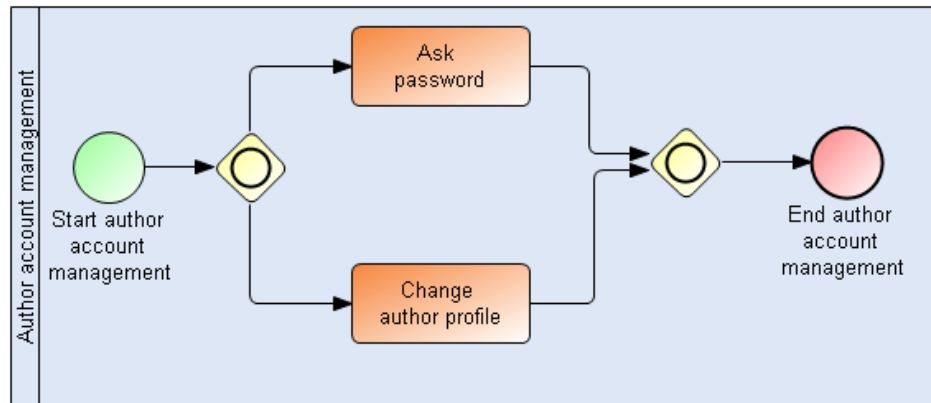 Author account management
Start author
account
management
Ask
password
Change
author profile
End author
account
management